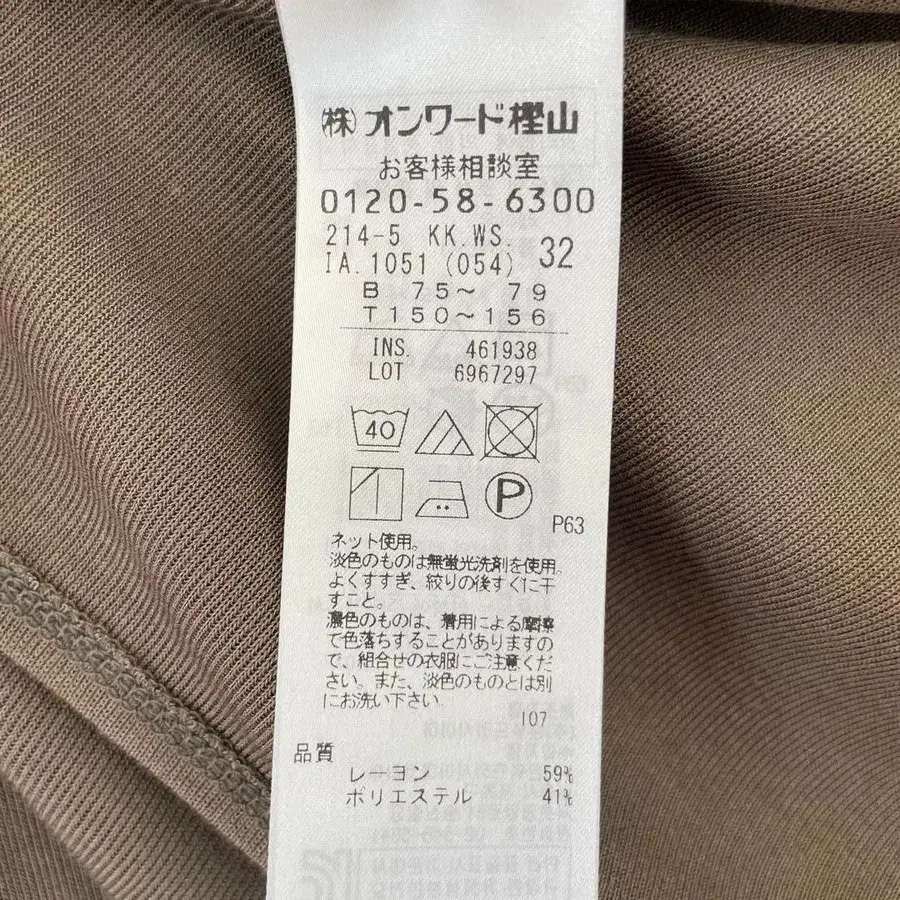 ㈱オンワード樫山
お客様相談室
0120-58-6300
214-5 KK.WS.
IA.1051 (054) 32
B 75～ 79
T150～156
INS. 461938
LOT 6967297
40
P
P63
ネット使用。
淡色のものは無蛍光洗剤を使用。
よくすすぎ、絞りの後すぐに干
すこと。
濃色のものは、着用による摩擦
で色落ちすることがありますの
で、組合せの衣服にご注意くだ
さい。また、淡色のものとは別
にお洗い下さい。
107
品質
レーヨン 59%
ポリエステル 41%